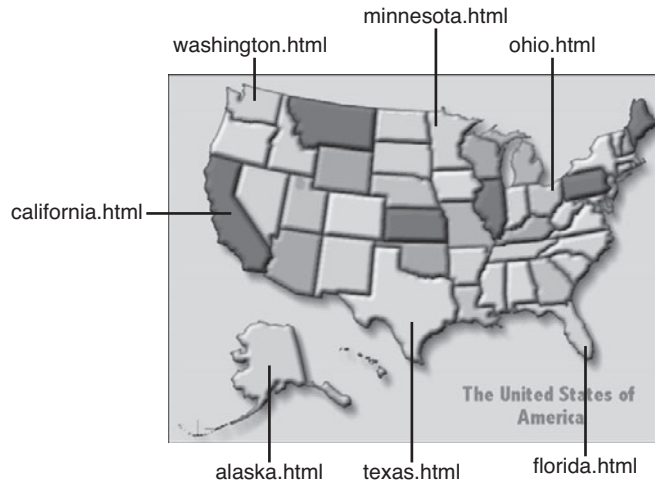 minnesota.html
washington.html
ohio.html
california.html
The United States of
America
alaska.html
texas.html
florida.html